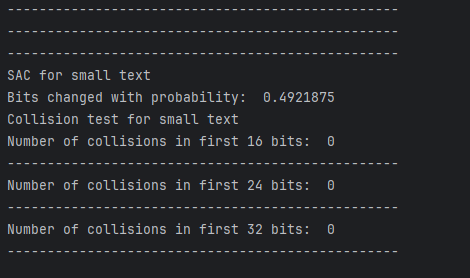 -------------------------------------------------
-------------------------------------------------
-------------------------------------------------
SAC for small text
Bits changed with probability:  0.4921875
Collision test for small text
Number of collisions in first 16 bits:  0
-------------------------------------------------
Number of collisions in first 24 bits:  0
-------------------------------------------------
Number of collisions in first 32 bits:  0
-------------------------------------------------